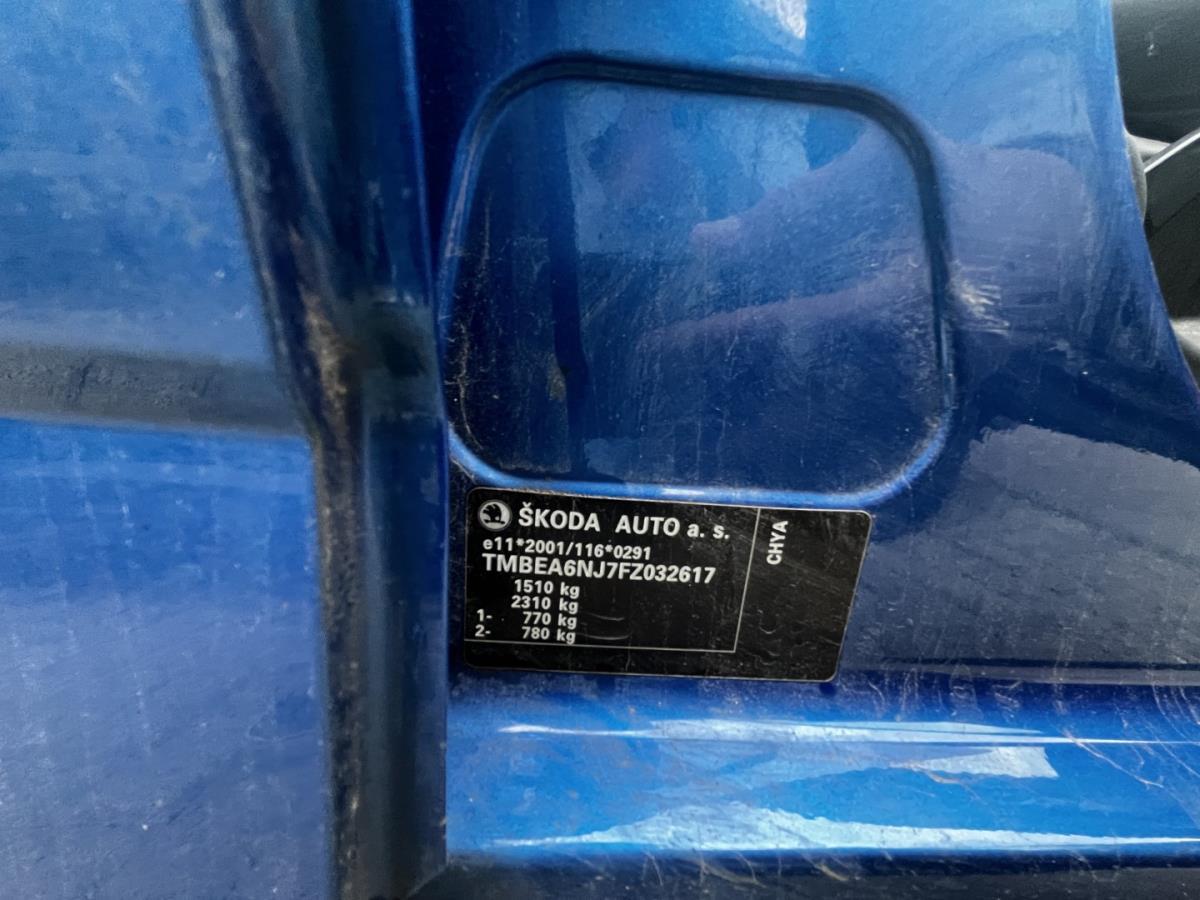 ŠKODA AUTO a. s.
e11*2001/116*0291
TMBEA6NJ7FZ032617
1510 kg
2310 kg
1- 770 kg
2- 780 kg
CHYA